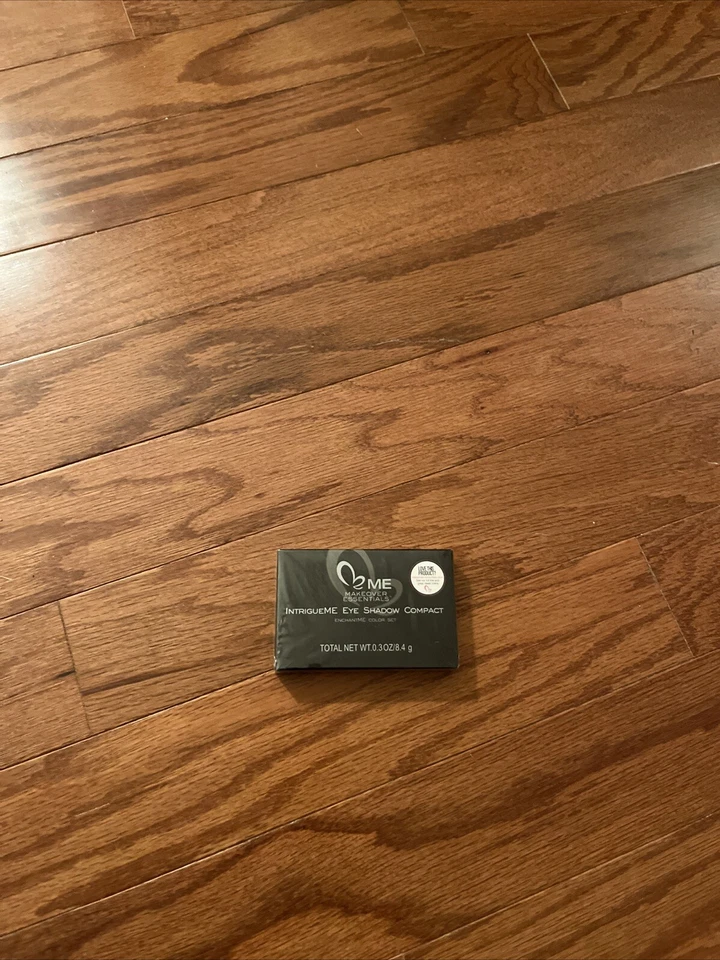 ME
MAKEOVER
ESSENTIALS
INTRIGUEME EYE SHADOW COMPACT
ENCHANTME COLOR SET
TOTAL NET WT.0.3OZ/8.4 g
LOVE THIS
PRODUCT?